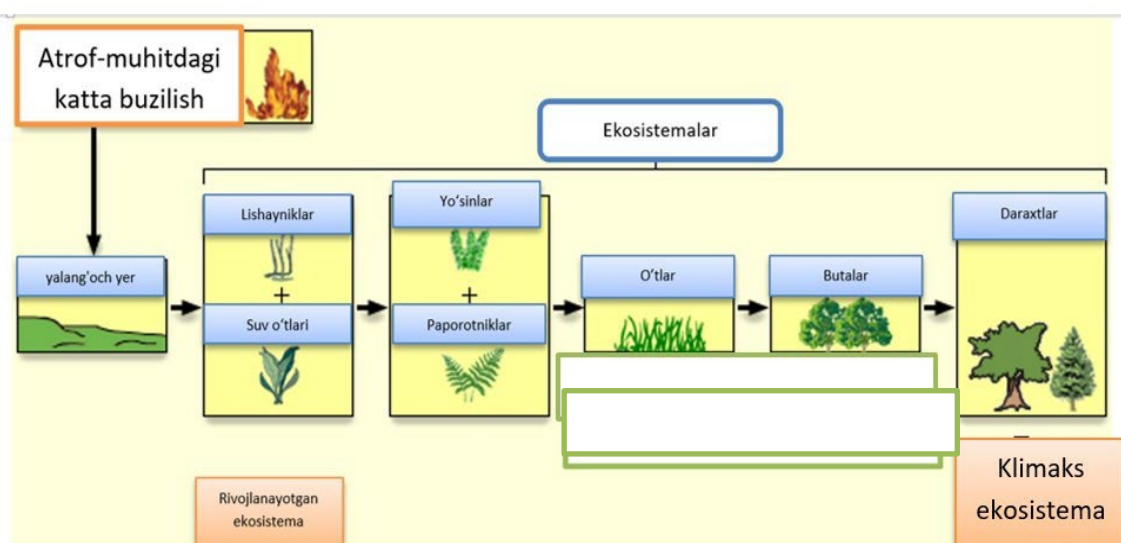 Atrof-muhitdagi
katta buzilish
Ekosistemalar
yalang'och yer
Lishayniklar
+
Suv o‘tlari
Yo‘sinlar
+
Paporotniklar
O‘tlar
Butalar
Daraxtlar
Rivojlanayotgan
ekosistema
Klimaks
ekosistema